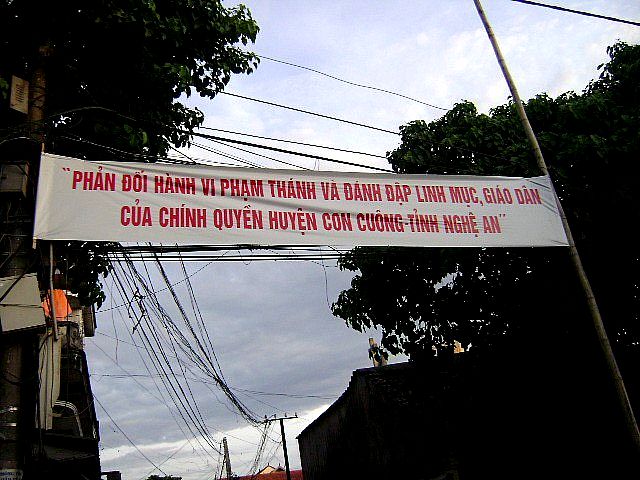 "PHẢN ĐỐI HÀNH VI PHẠM THÁNH VÀ ĐÁNH ĐẬP LINH MỤC, GIÁO DÂN
CỦA CHÍNH QUYỀN HUYỆN CON CUÔNG-TỈNH NGHỆ AN"